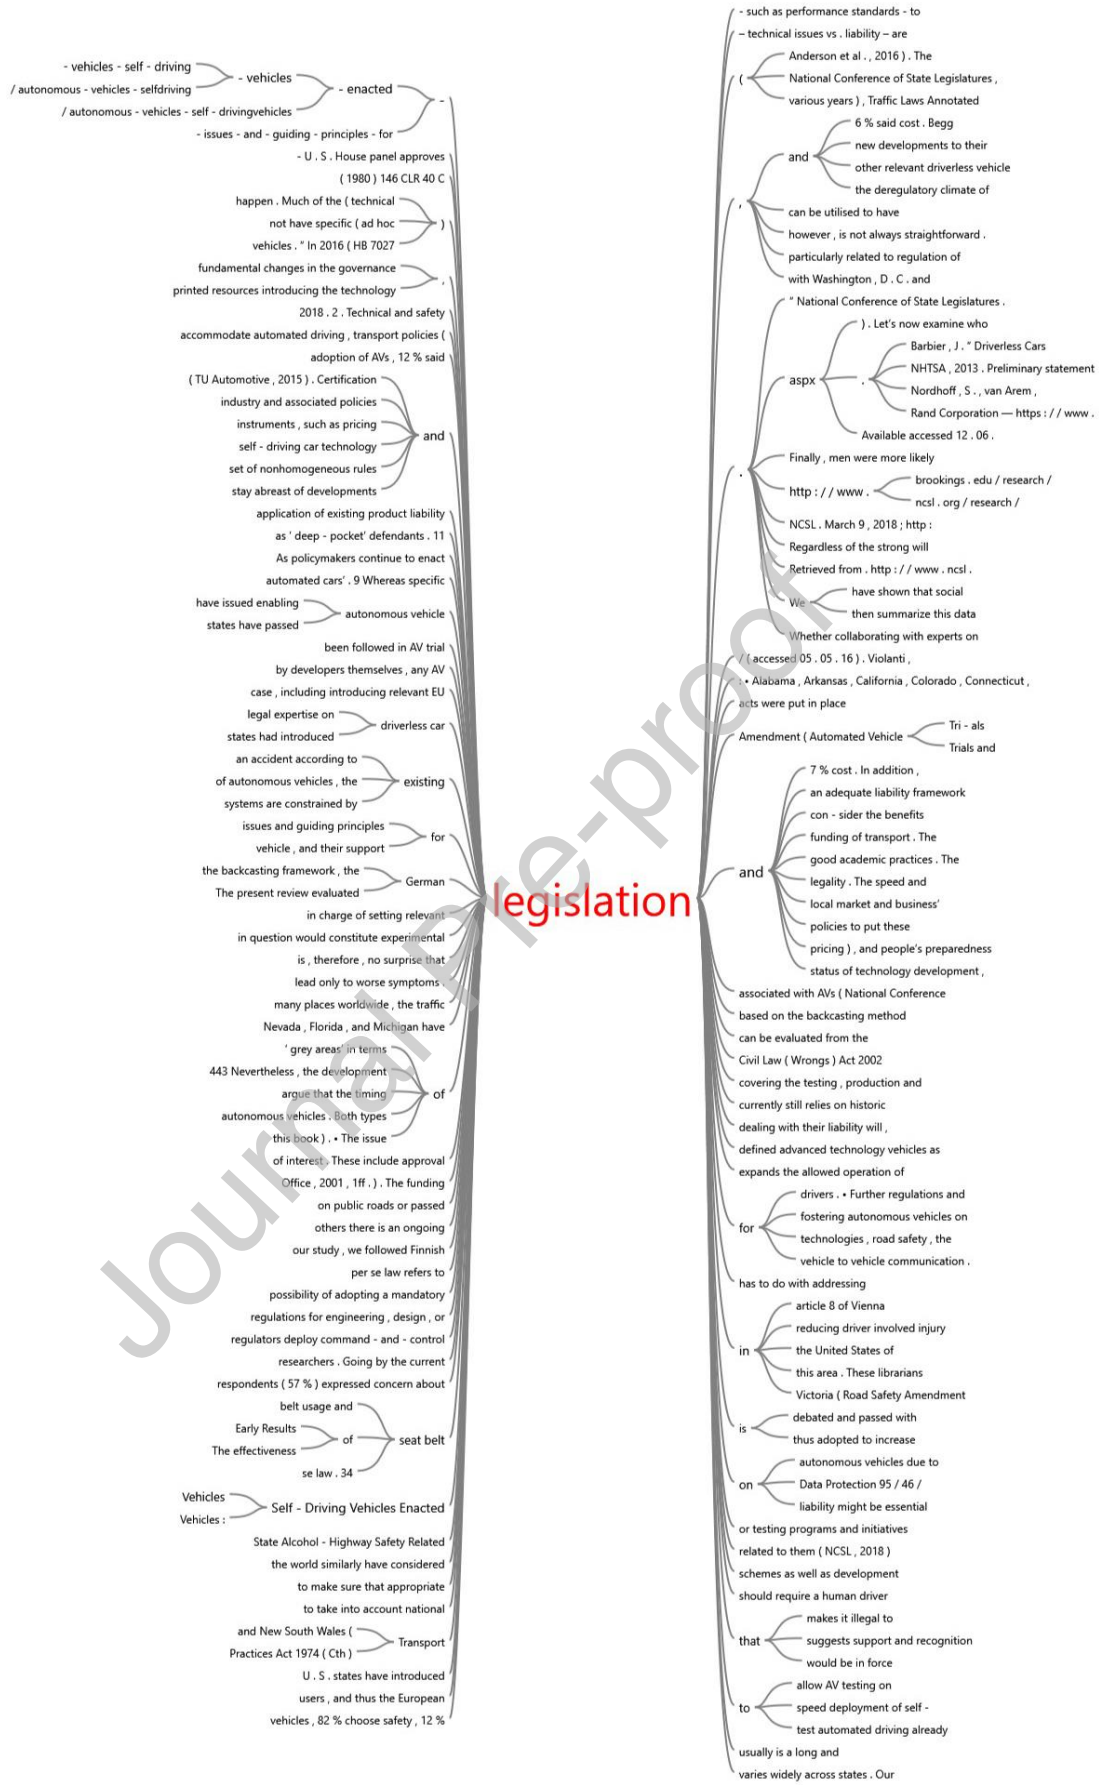 - vehicles - self - driving
/ autonomous - vehicles - selfdriving
- vehicles
/ autonomous - vehicles - self - drivingvehicles
- enacted
- issues - and - guiding - principles - for
-
- U . S . House panel approves
( 1980 ) 146 CLR 40 C
happen . Much of the ( technical
not have specific ( ad hoc
vehicles . " In 2016 ( HB 7027
)
fundamental changes in the governance
printed resources introducing the technology
,
2018 . 2 . Technical and safety
accommodate automated driving , transport policies (
adoption of AVs , 12 % said
( TU Automotive , 2015 ) . Certification
industry and associated policies
instruments , such as pricing
self - driving car technology
set of nonhomogeneous rules
stay abreast of developments
and
application of existing product liability
as ' deep - pocket' defendants . 11
As policymakers continue to enact
automated cars' . 9 Whereas specific
have issued enabling
states have passed
autonomous vehicle
been followed in AV trial
by developers themselves , any AV
case , including introducing relevant EU
legal expertise on
states had introduced
driverless car
an accident according to
of autonomous vehicles , the
systems are constrained by
existing
issues and guiding principles
vehicle , and their support
for
the backcasting framework , the
The present review evaluated
German
in charge of setting relevant
in question would constitute experimental
is , therefore , no surprise that
lead only to worse symptoms .
many places worldwide , the traffic
Nevada , Florida , and Michigan have
' grey areas' in terms
443 Nevertheless , the development
argue that the timing
autonomous vehicles . Both types
this book ) . • The issue
of
of interest . These include approval
Office , 2001 , 1ff . ) . The funding
on public roads or passed
others there is an ongoing
our study , we followed Finnish
per se law refers to
possibility of adopting a mandatory
regulations for engineering , design , or
regulators deploy command - and - control
researchers . Going by the current
respondents ( 57 % ) expressed concern about
belt usage and
Early Results
The effectiveness
of
se law . 34
seat belt
Vehicles
Vehicles :
Self - Driving Vehicles Enacted
State Alcohol - Highway Safety Related
the world similarly have considered
to make sure that appropriate
to take into account national
and New South Wales (
Practices Act 1974 ( Cth )
Transport
U . S . states have introduced
users , and thus the European
vehicles , 82 % choose safety , 12 %
legislation
- such as performance standards - to
– technical issues vs . liability – are
(
Anderson et al . , 2016 ) . The
National Conference of State Legislatures ,
various years ) , Traffic Laws Annotated
,
and
6 % said cost . Begg
new developments to their
other relevant driverless vehicle
the deregulatory climate of
can be utilised to have
however , is not always straightforward .
particularly related to regulation of
with Washington , D . C . and
.
" National Conference of State Legislatures .
aspx
) . Let's now examine who
.
Barbier , J . " Driverless Cars
NHTSA , 2013 . Preliminary statement
Nordhoff , S . , van Arem ,
Rand Corporation — https : / / www .
Available accessed 12 . 06 .
Finally , men were more likely
http : / / www .
brookings . edu / research /
ncsl . org / research /
NCSL . March 9 , 2018 ; http :
Regardless of the strong will
Retrieved from . http : / / www . ncsl .
We
have shown that social
then summarize this data
Whether collaborating with experts on
/ ( accessed 05 . 05 . 16 ) . Violanti ,
: • Alabama , Arkansas , California , Colorado , Connecticut ,
acts were put in place
Amendment ( Automated Vehicle
Tri - als
Trials and
and
7 % cost . In addition ,
an adequate liability framework
con - sider the benefits
funding of transport . The
good academic practices . The
legality . The speed and
local market and business'
policies to put these
pricing ) , and people's preparedness
status of technology development ,
associated with AVs ( National Conference
based on the backcasting method
can be evaluated from the
Civil Law ( Wrongs ) Act 2002
covering the testing , production and
currently still relies on historic
dealing with their liability will ,
defined advanced technology vehicles as
expands the allowed operation of
for
drivers . • Further regulations and
fostering autonomous vehicles on
technologies , road safety , the
vehicle to vehicle communication .
has to do with addressing
in
article 8 of Vienna
reducing driver involved injury
the United States of
this area . These librarians
Victoria ( Road Safety Amendment
is
debated and passed with
thus adopted to increase
on
autonomous vehicles due to
Data Protection 95 / 46 /
liability might be essential
or testing programs and initiatives
related to them ( NCSL , 2018 )
schemes as well as development
should require a human driver
that
makes it illegal to
suggests support and recognition
would be in force
to
allow AV testing on
speed deployment of self -
test automated driving already
usually is a long and
varies widely across states . Our
Journal Pre-proof